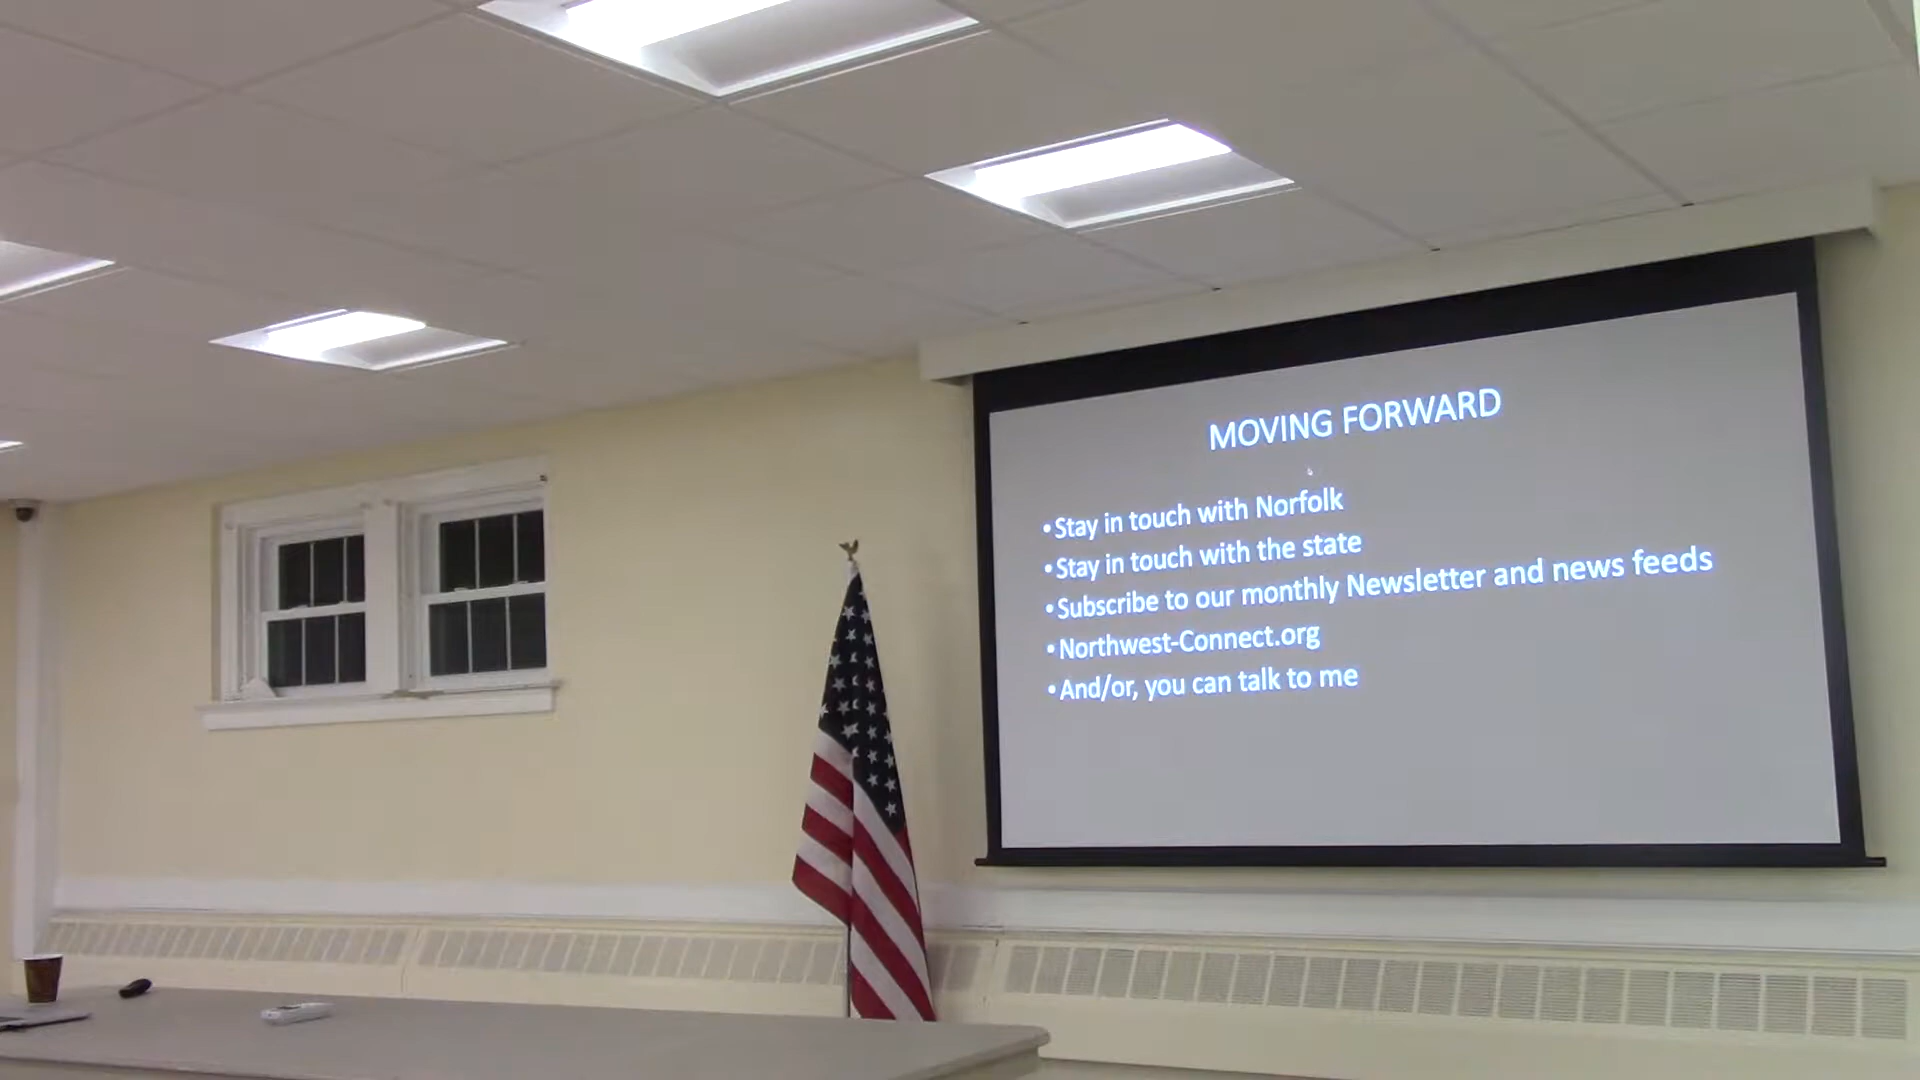 MOVING FORWARD
•Stay in touch with Norfolk
•Stay in touch with the state
•Subscribe to our monthly Newsletter and news feeds
•Northwest-Connect.org
•And/or, you can talk to me